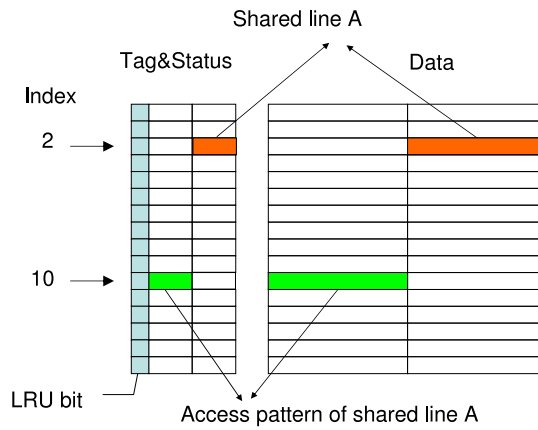 Shared line A
Tag&Status
Data
Index
2
10
LRU bit
Access pattern of shared line A